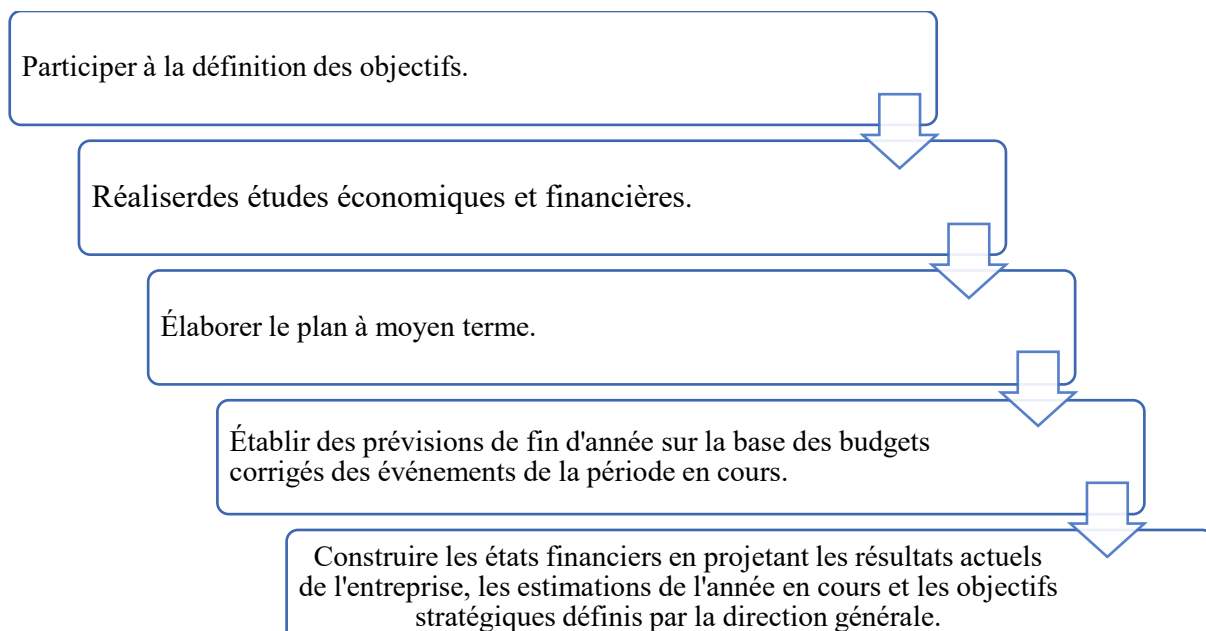 Participer à la définition des objectifs.
Réaliserdes études économiques et financières.
Élaborer le plan à moyen terme.
Établir des prévisions de fin d'année sur la base des budgets
corrigés des événements de la période en cours.
Construire les états financiers en projetant les résultats actuels
de l'entreprise, les estimations de l'année en cours et les objectifs
stratégiques définis par la direction générale.